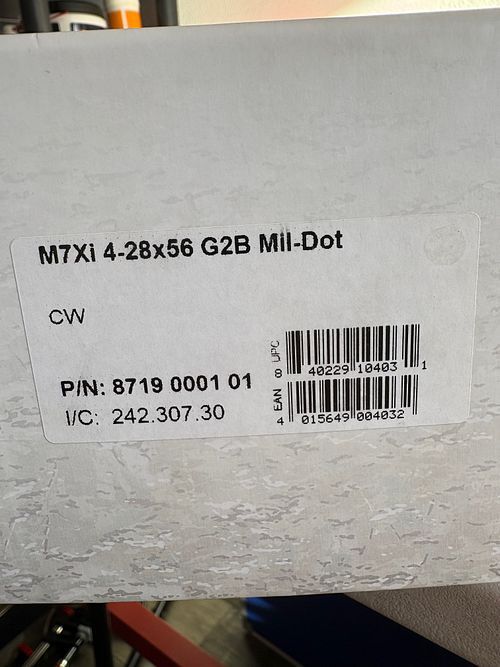 M7Xi 4-28x56 G2B Mil-Dot
CW
P/N: 8719 0001 01
I/C: 242.307.30
UPC
8 40229 10403 1
EAN
4 015649 004032